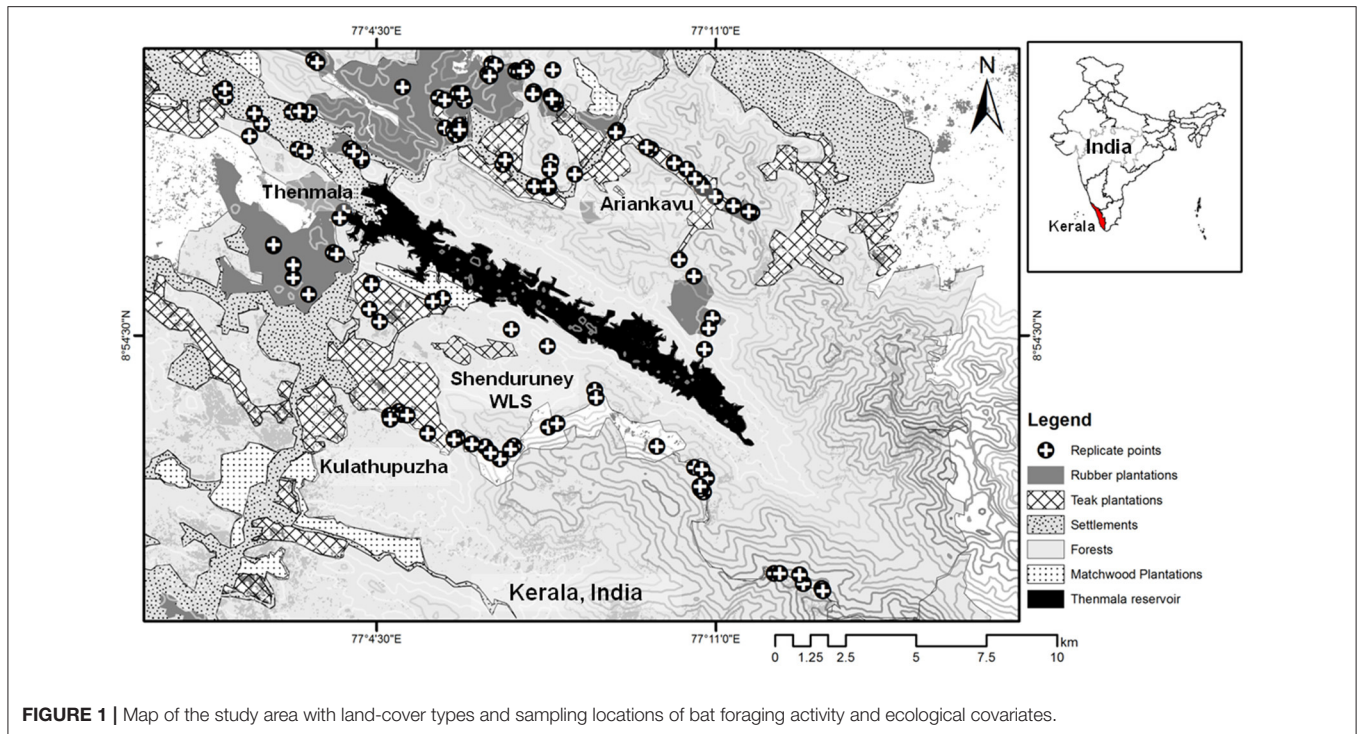 77°4'30"E
77°11'0"E
N
Thenmala
Ariankavu
India
Kerala
8°54'30"N
8°54'30"N
Shenduruney
WLS
Kulathupuzha
Kerala, India
Legend
Replicate points
Rubber plantations
Teak plantations
Settlements
Forests
Matchwood Plantations
Thenmala reservoir
77°4'30"E
77°11'0"E
km
0 1.25 2.5 5 7.5 10
FIGURE 1 | Map of the study area with land-cover types and sampling locations of bat foraging activity and ecological covariates.